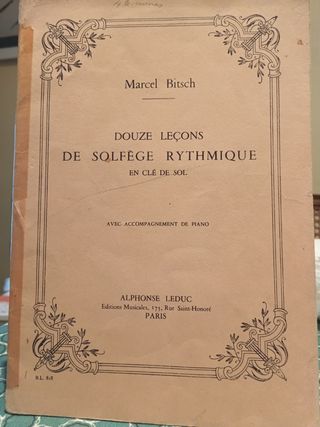 Marcel Bitsch
DOUZE LEÇONS
DE SOLFÈGE RYTHMIQUE
EN CLÉ DE SOL
AVEC ACCOMPAGNEMENT DE PIANO
ALPHONSE LEDUC
Editions Musicales, 175, Rue Saint-Honoré
PARIS
B.L. 828